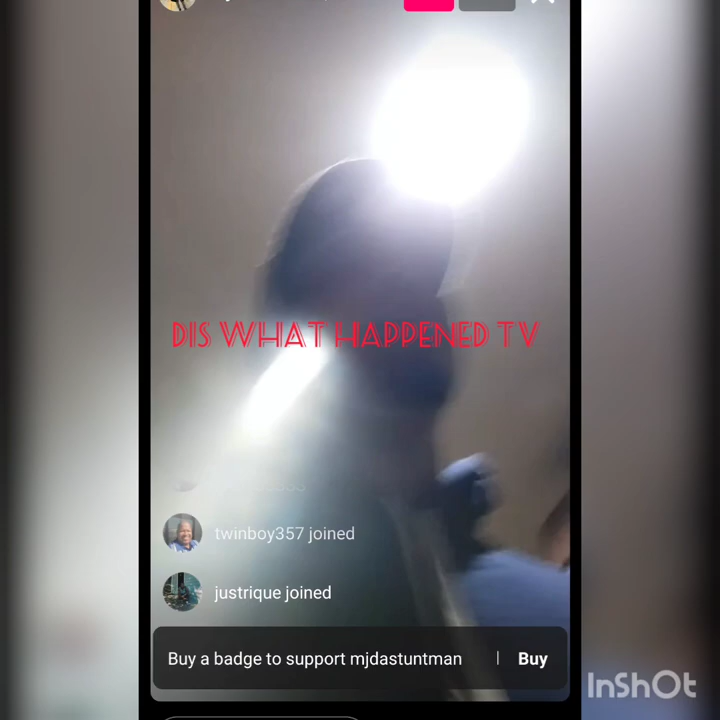 DIS WHAT HAPPENED TV
twinboy357 joined
justrique joined
Buy a badge to support mjdastuntman | Buy
InShOt